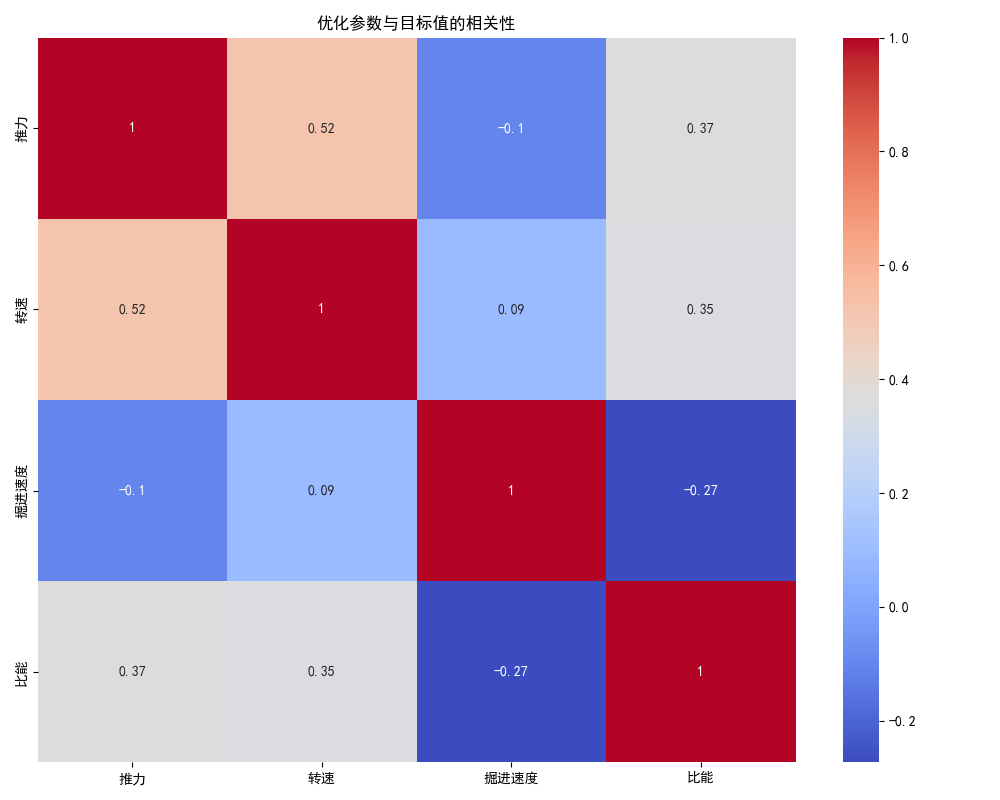 优化参数与目标值的相关性
推力 1 0.52 -0.1 0.37
转速 0.52 1 0.09 0.35
掘进速度 -0.1 0.09 1 -0.27
比能 0.37 0.35 -0.27 1
推力 转速 掘进速度 比能
1.0
0.8
0.6
0.4
0.2
0.0
-0.2